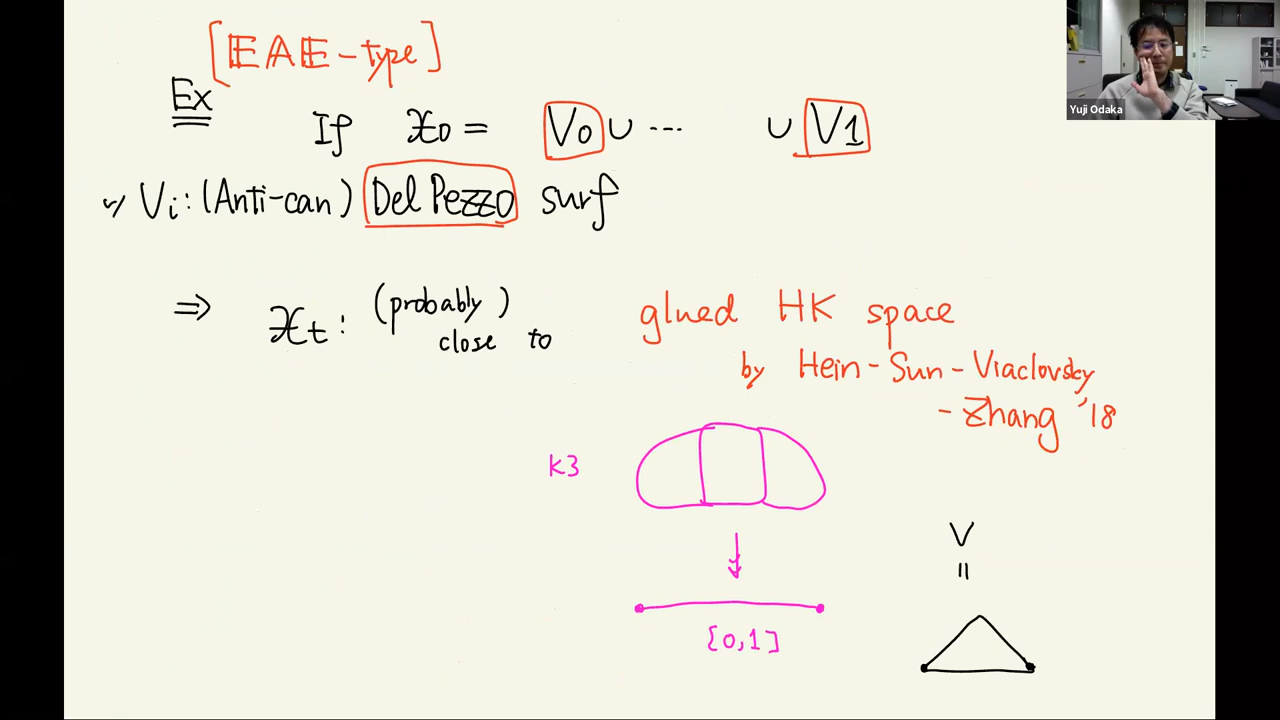 [EAE-type]
Ex
If X0 = V0 ∪ ... ∪ V1
w/ Vi: (Anti-can) Del Pezzo surf
⇒ Xt: (probably) close to glued HK space
by Hein-Sun-Viaclovsky
-Zhang '18
K3
[0,1]
V
=
Yuji Odaka